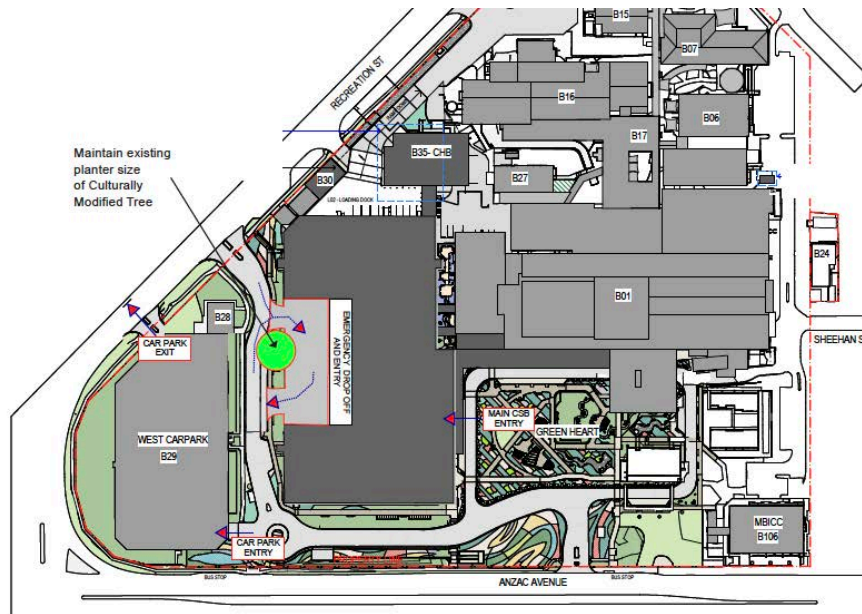 B15
B07
RECREATION ST
B16
B06
B17
Maintain existing
planter size
of Culturally
Modified Tree
B35- CHB
B30
B27
LG2 - LOADING DOCK
B24
B01
B28
EMERGENCY DROP OFF
AND ENTRY
CAR PARK
EXIT
SHEEHAN S
MAIN CSB
ENTRY
GREEN HEART
WEST CARPARK
B29
CAR PARK
ENTRY
MBICC
B106
BUS STOP
ANZAC AVENUE
BUS STOP